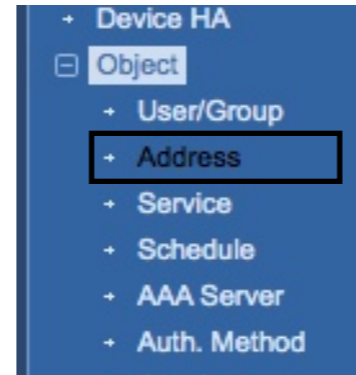 Device HA
Object
User/Group
Address
Service
Schedule
AAA Server
Auth. Method